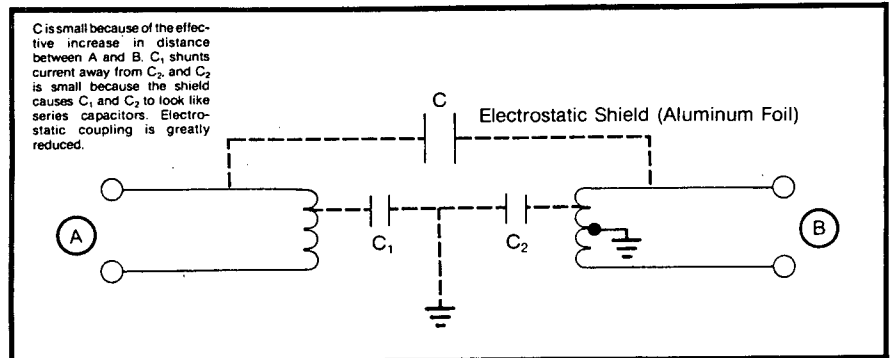 C is small because of the effec-
tive increase in distance
between A and B. C₁ shunts
current away from C₂, and C₂
is small because the shield
causes C₁ and C₂ to look like
series capacitors. Electro-
static coupling is greatly
reduced.
C
Electrostatic Shield (Aluminum Foil)
A
C₁
C₂
B